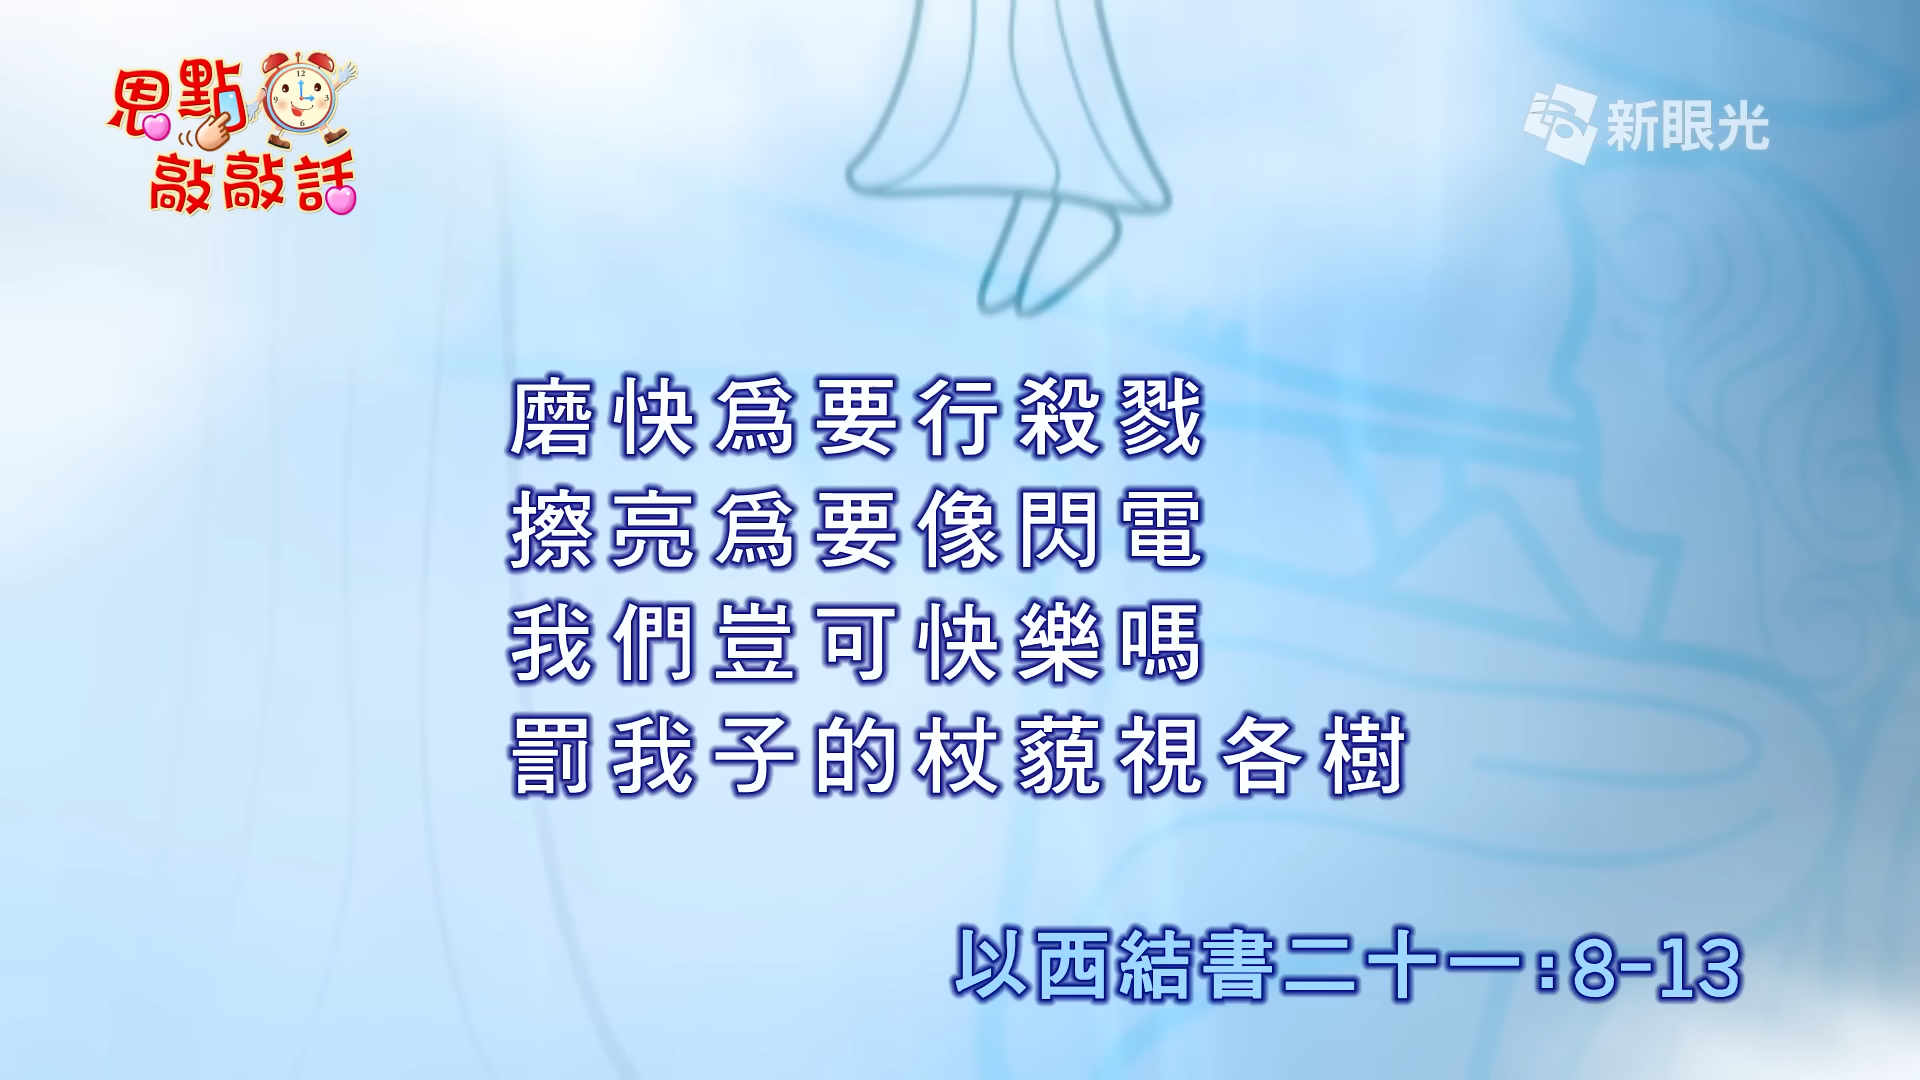 恩點
敲敲話
新眼光
磨快為要行殺戮
擦亮為要像閃電
我們豈可快樂嗎
罰我子的杖藐視各樹
以西結書二十一:8-13